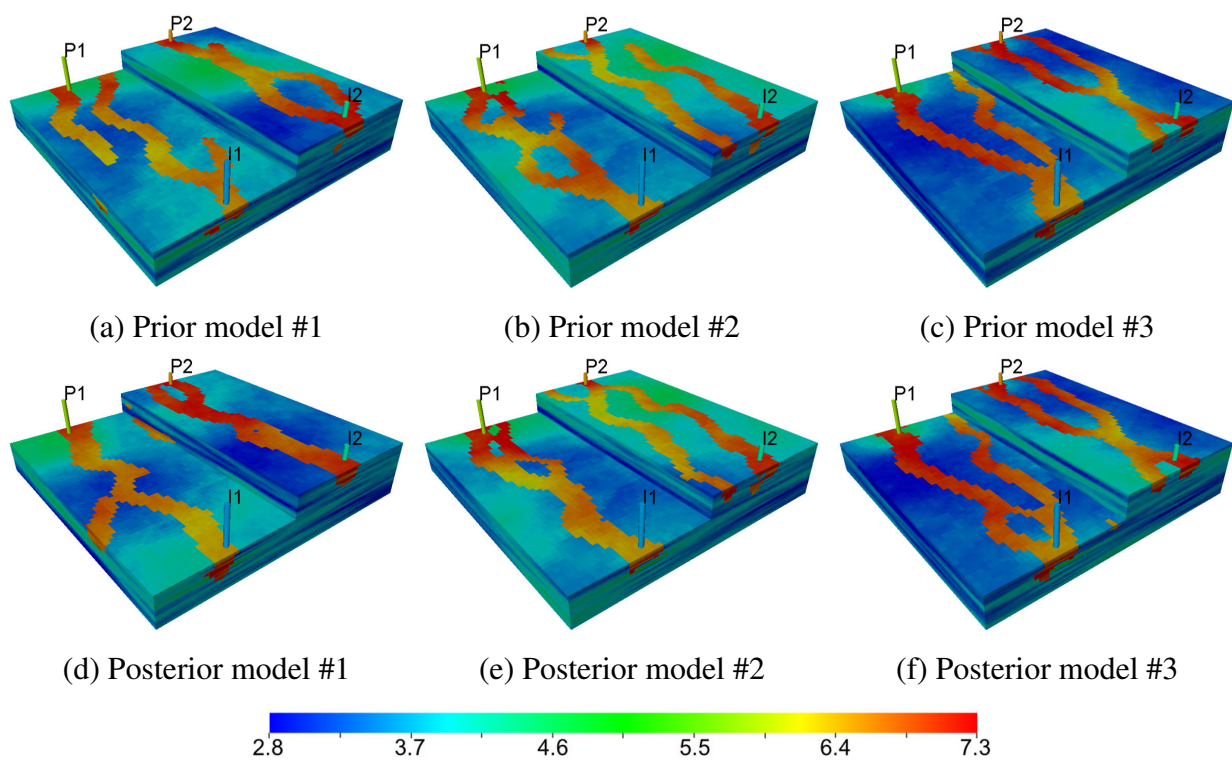 P2
P1
I2
I1
P2
P1
I2
I1
P2
P1
I2
I1
(a) Prior model #1
(b) Prior model #2
(c) Prior model #3
P2
P1
I2
I1
P2
P1
I2
I1
P2
P1
I2
I1
(d) Posterior model #1
(e) Posterior model #2
(f) Posterior model #3
2.8 3.7 4.6 5.5 6.4 7.3